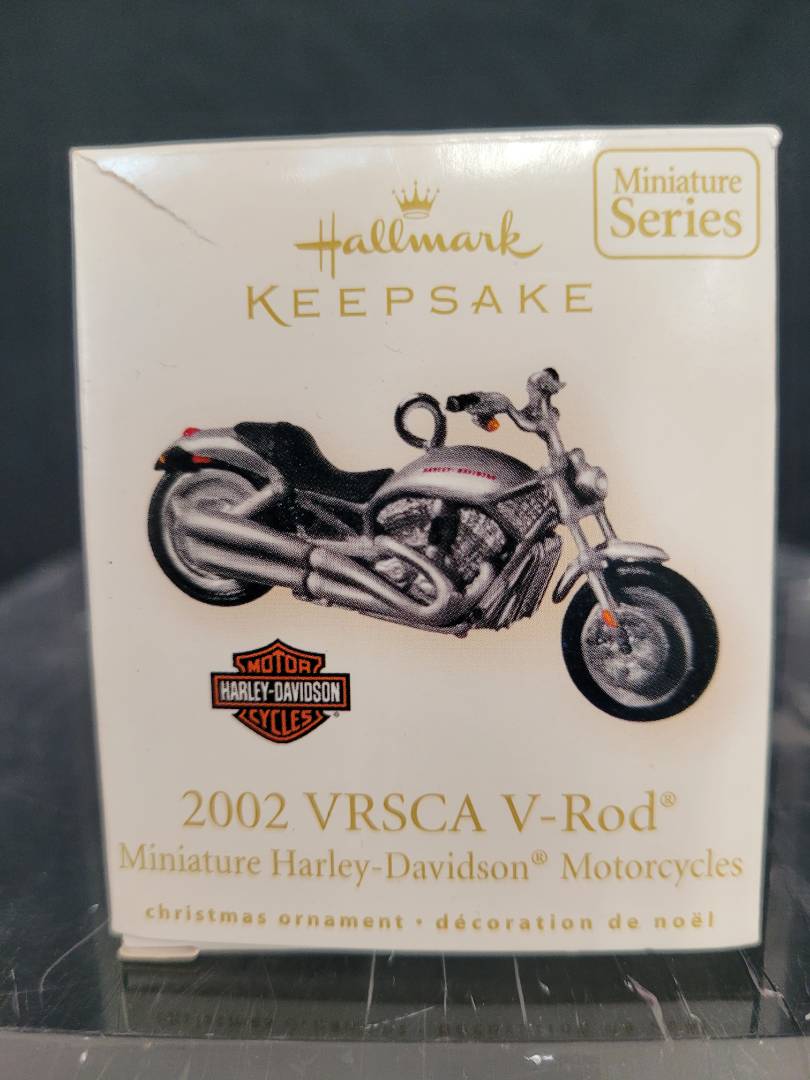 Miniature
Series
Hallmark
KEEPSAKE
HARLEY-DAVIDSON
MOTOR
HARLEY-DAVIDSON
CYCLES
®
2002 VRSCA V-Rod®
Miniature Harley-Davidson® Motorcycles
christmas ornament • décoration de noël